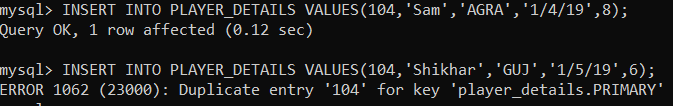 mysql> INSERT INTO PLAYER_DETAILS VALUES(104,'Sam','AGRA','1/4/19',8);
Query OK, 1 row affected (0.12 sec)
mysql> INSERT INTO PLAYER_DETAILS VALUES(104,'Shikhar','GUJ','1/5/19',6);
ERROR 1062 (23000): Duplicate entry '104' for key 'player_details.PRIMARY'